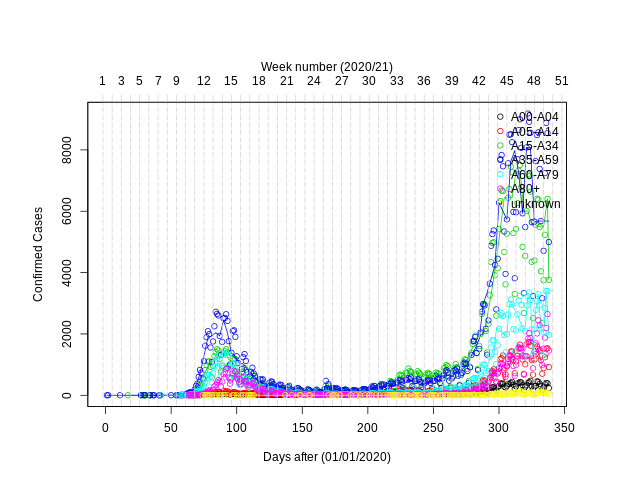 Week number (2020/21)
1 3 5 7 9 12 15 18 21 24 27 30 33 36 39 42 45 48 51
A00-A04
A05-A14
A15-A34
A35-A59
A60-A79
A80+
unknown
Confirmed Cases
0 2000 4000 6000 8000
0 50 100 150 200 250 300 350
Days after (01/01/2020)